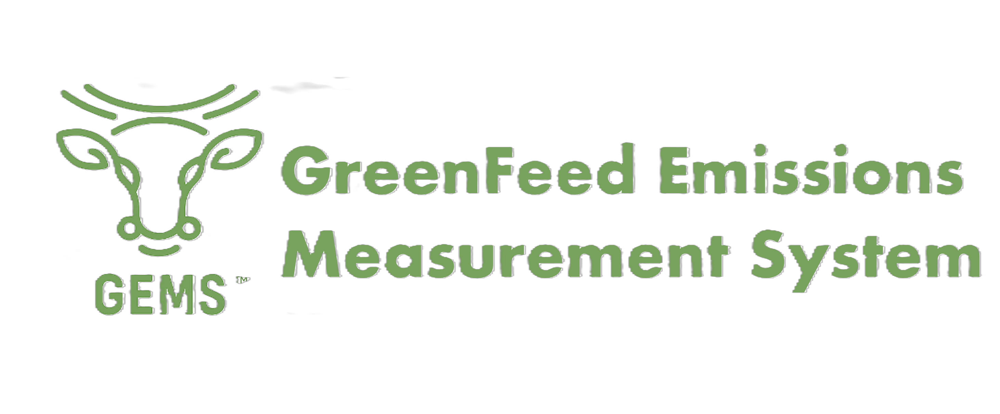 GEMS™
GreenFeed Emissions
Measurement System